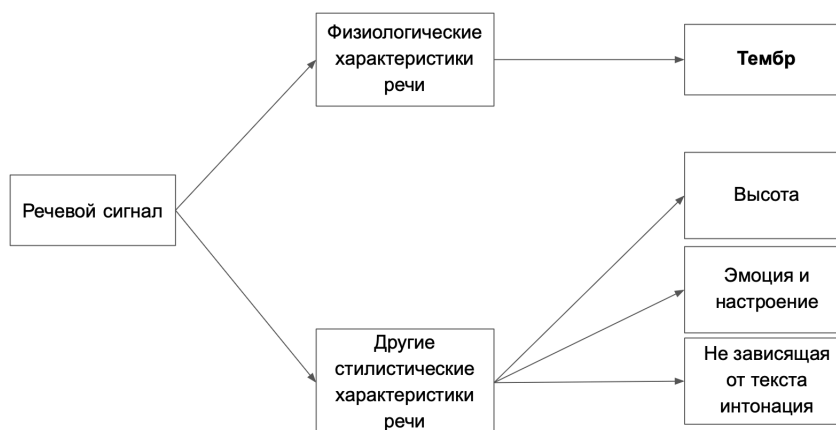 Физиологические
характеристики
речи
Тембр
Речевой сигнал
Высота
Эмоция и
настроение
Другие
стилистические
характеристики
речи
Не зависящая
от текста
интонация